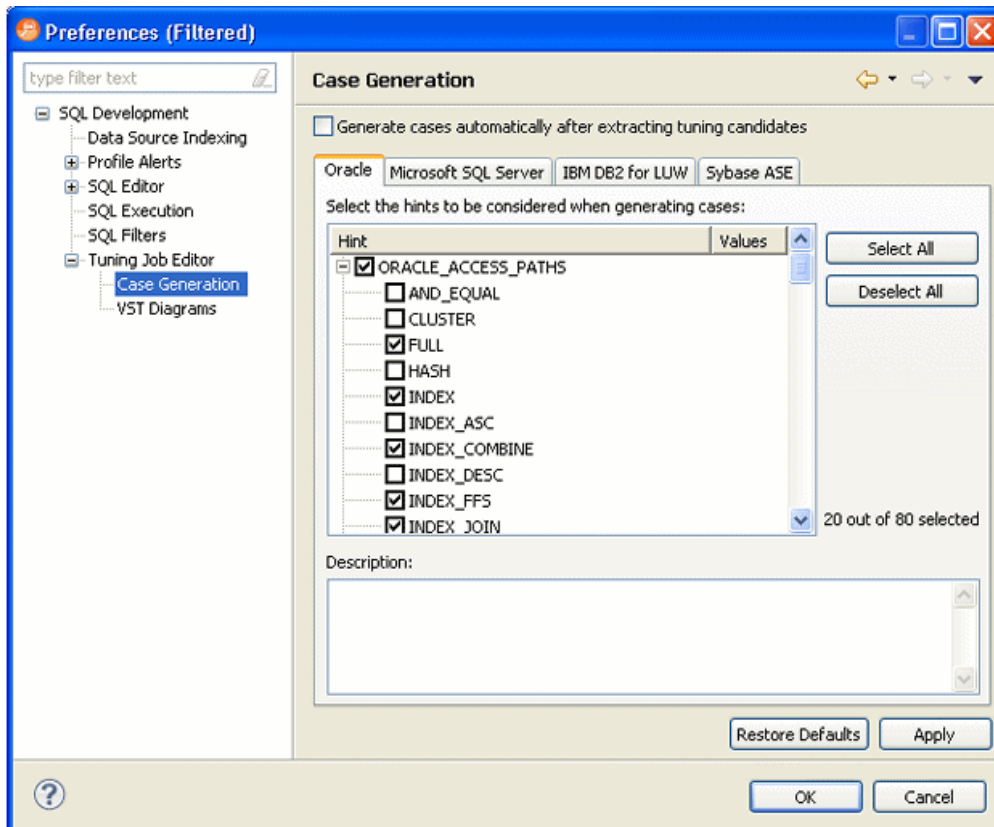 Preferences (Filtered)
type filter text
SQL Development
Data Source Indexing
Profile Alerts
SQL Editor
SQL Execution
SQL Filters
Tuning Job Editor
Case Generation
VST Diagrams
Case Generation
Generate cases automatically after extracting tuning candidates
Oracle Microsoft SQL Server IBM DB2 for LUW Sybase ASE
Select the hints to be considered when generating cases:
Hint Values
ORACLE_ACCESS_PATHS
AND_EQUAL
CLUSTER
FULL
HASH
INDEX
INDEX_ASC
INDEX_COMBINE
INDEX_DESC
INDEX_FFS
INDEX_JOIN
Select All
Deselect All
20 out of 80 selected
Description:
Restore Defaults Apply
? OK Cancel